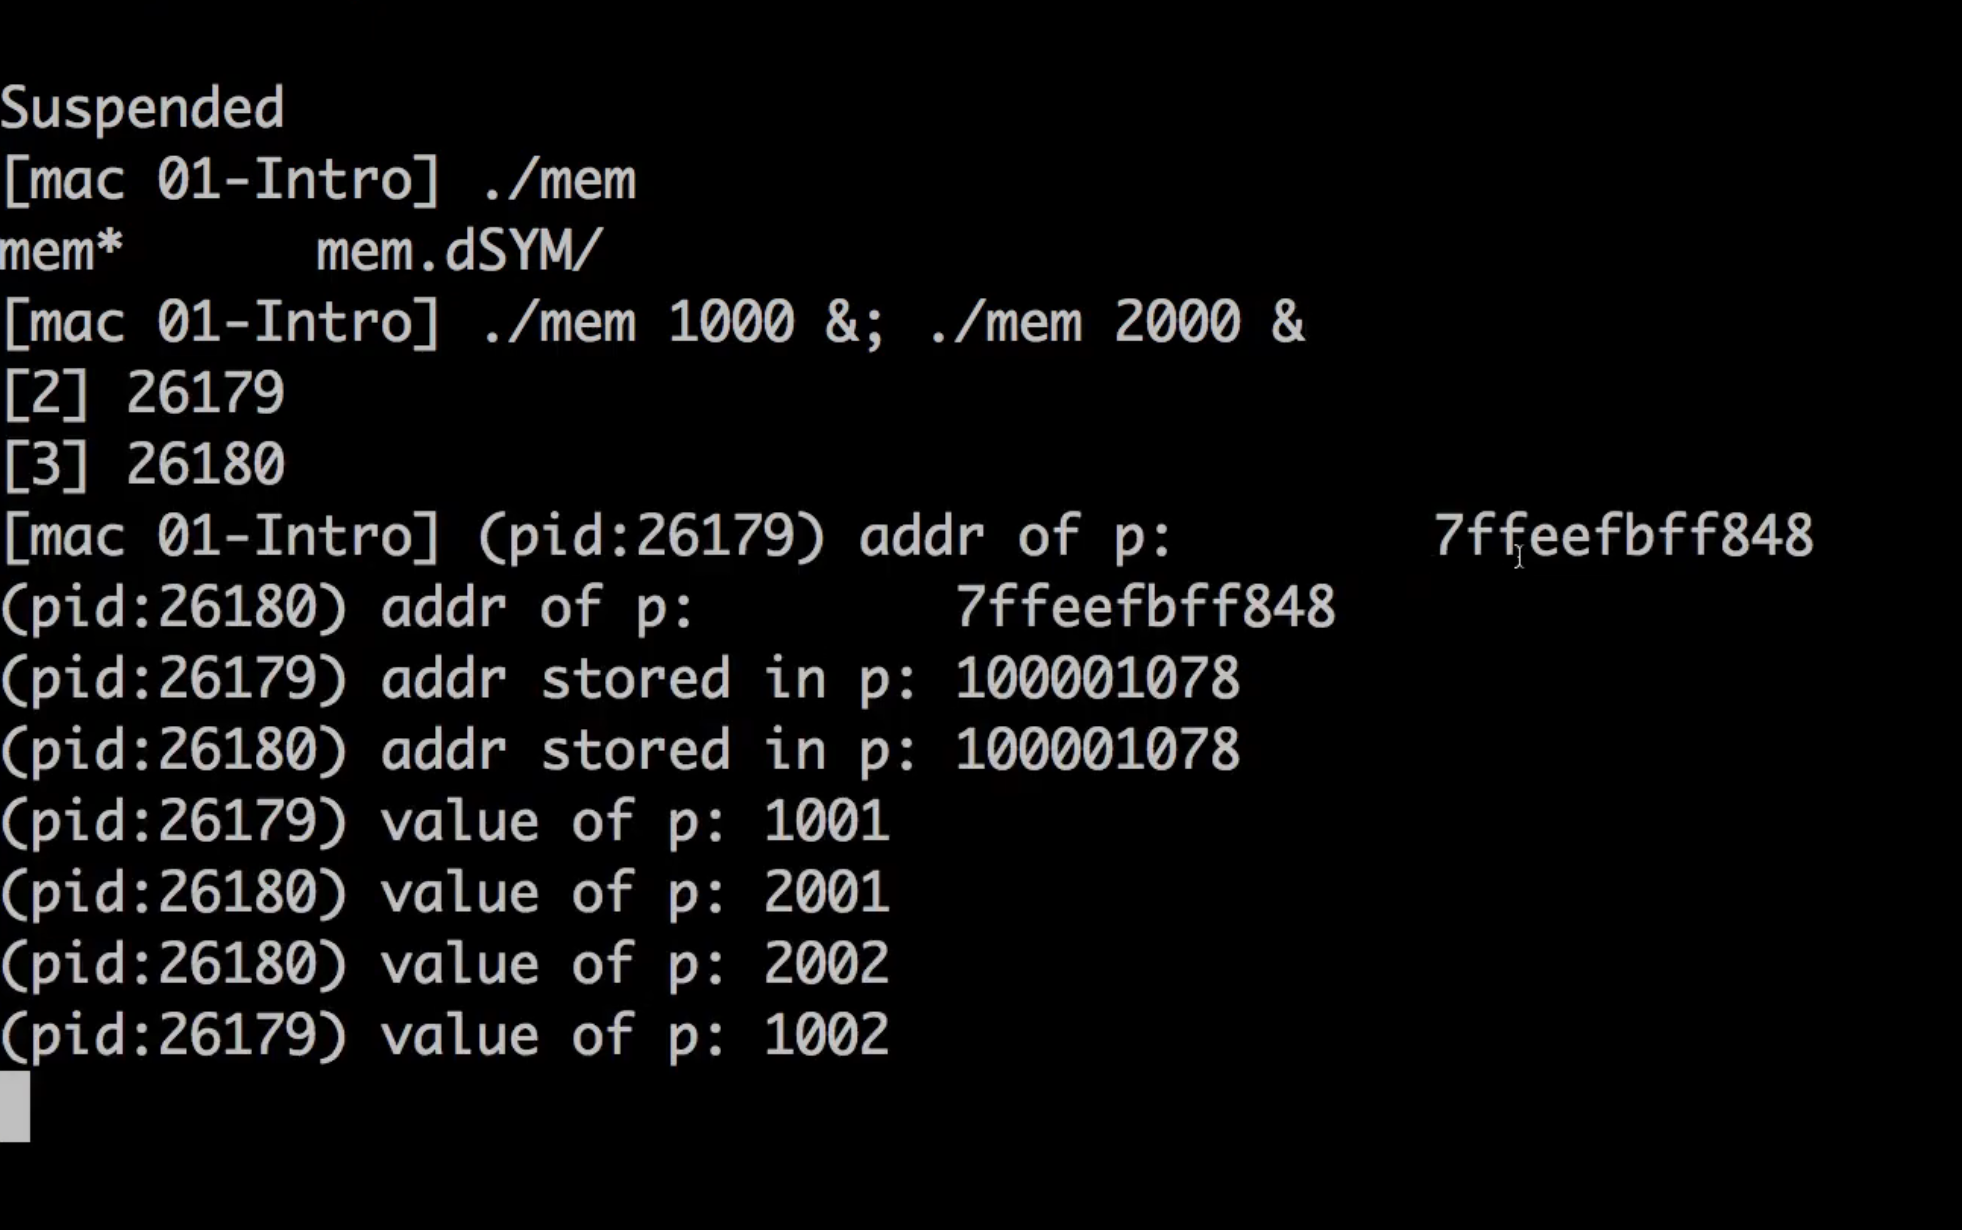 Suspended
[mac 01-Intro] ./mem
mem*      mem.dSYM/
[mac 01-Intro] ./mem 1000 &; ./mem 2000 &
[2] 26179
[3] 26180
[mac 01-Intro] (pid:26179) addr of p:        7ffeefbff848
(pid:26180) addr of p:        7ffeefbff848
(pid:26179) addr stored in p: 100001078
(pid:26180) addr stored in p: 100001078
(pid:26179) value of p: 1001
(pid:26180) value of p: 2001
(pid:26180) value of p: 2002
(pid:26179) value of p: 1002